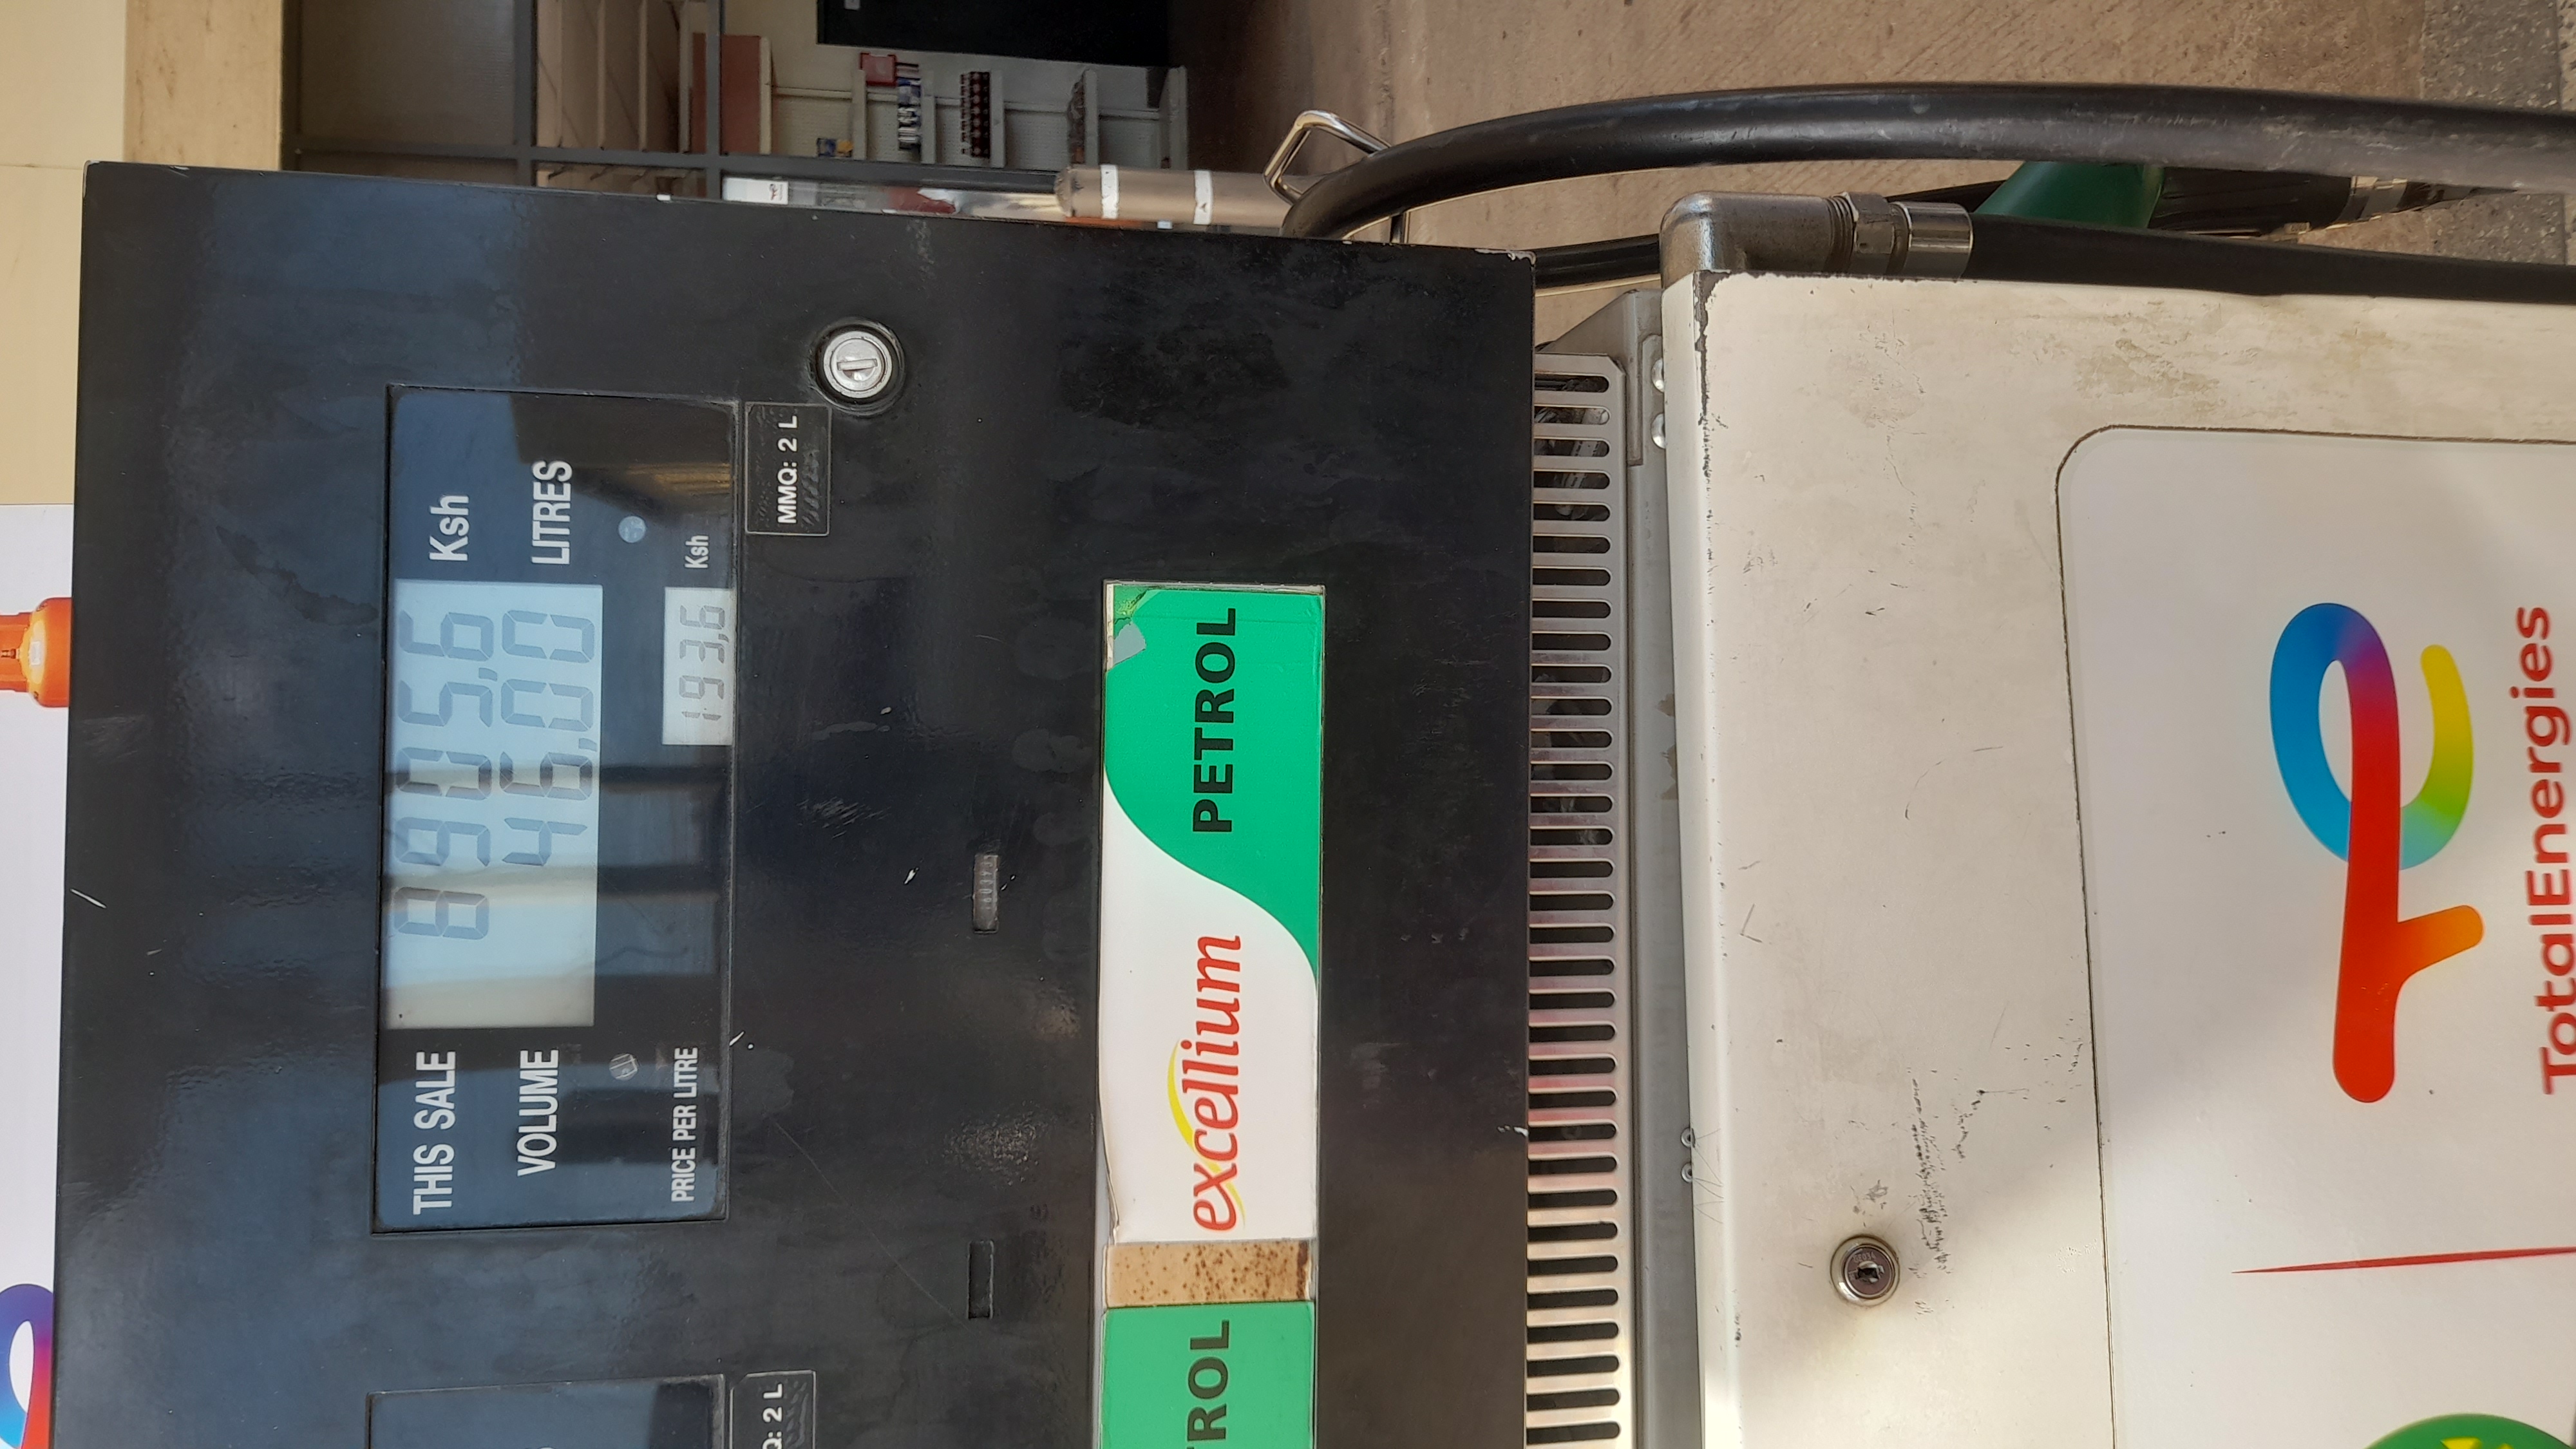 THIS SALE 8905,6 Ksh
VOLUME 46,00 LITRES
PRICE PER LITRE 193,6 Ksh
MMQ: 2 L
Q: 2 L
excellium PETROL
TROL
TotalEnergies